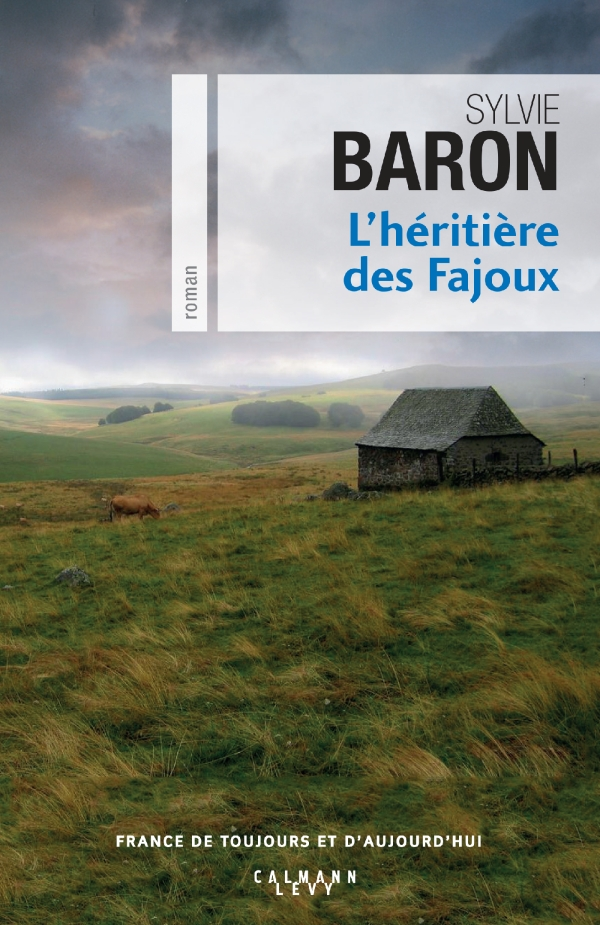 SYLVIE
BARON
L'héritière
des Fajoux
roman
FRANCE DE TOUJOURS ET D'AUJOURD'HUI
CALMANN
LEVY